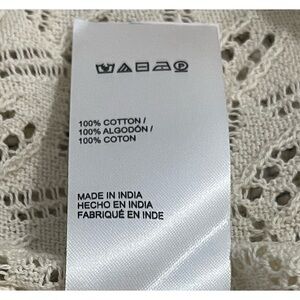 100% COTTON /
100% ALGODÓN /
100% COTON
MADE IN INDIA
HECHO EN INDIA
FABRIQUÉ EN INDE